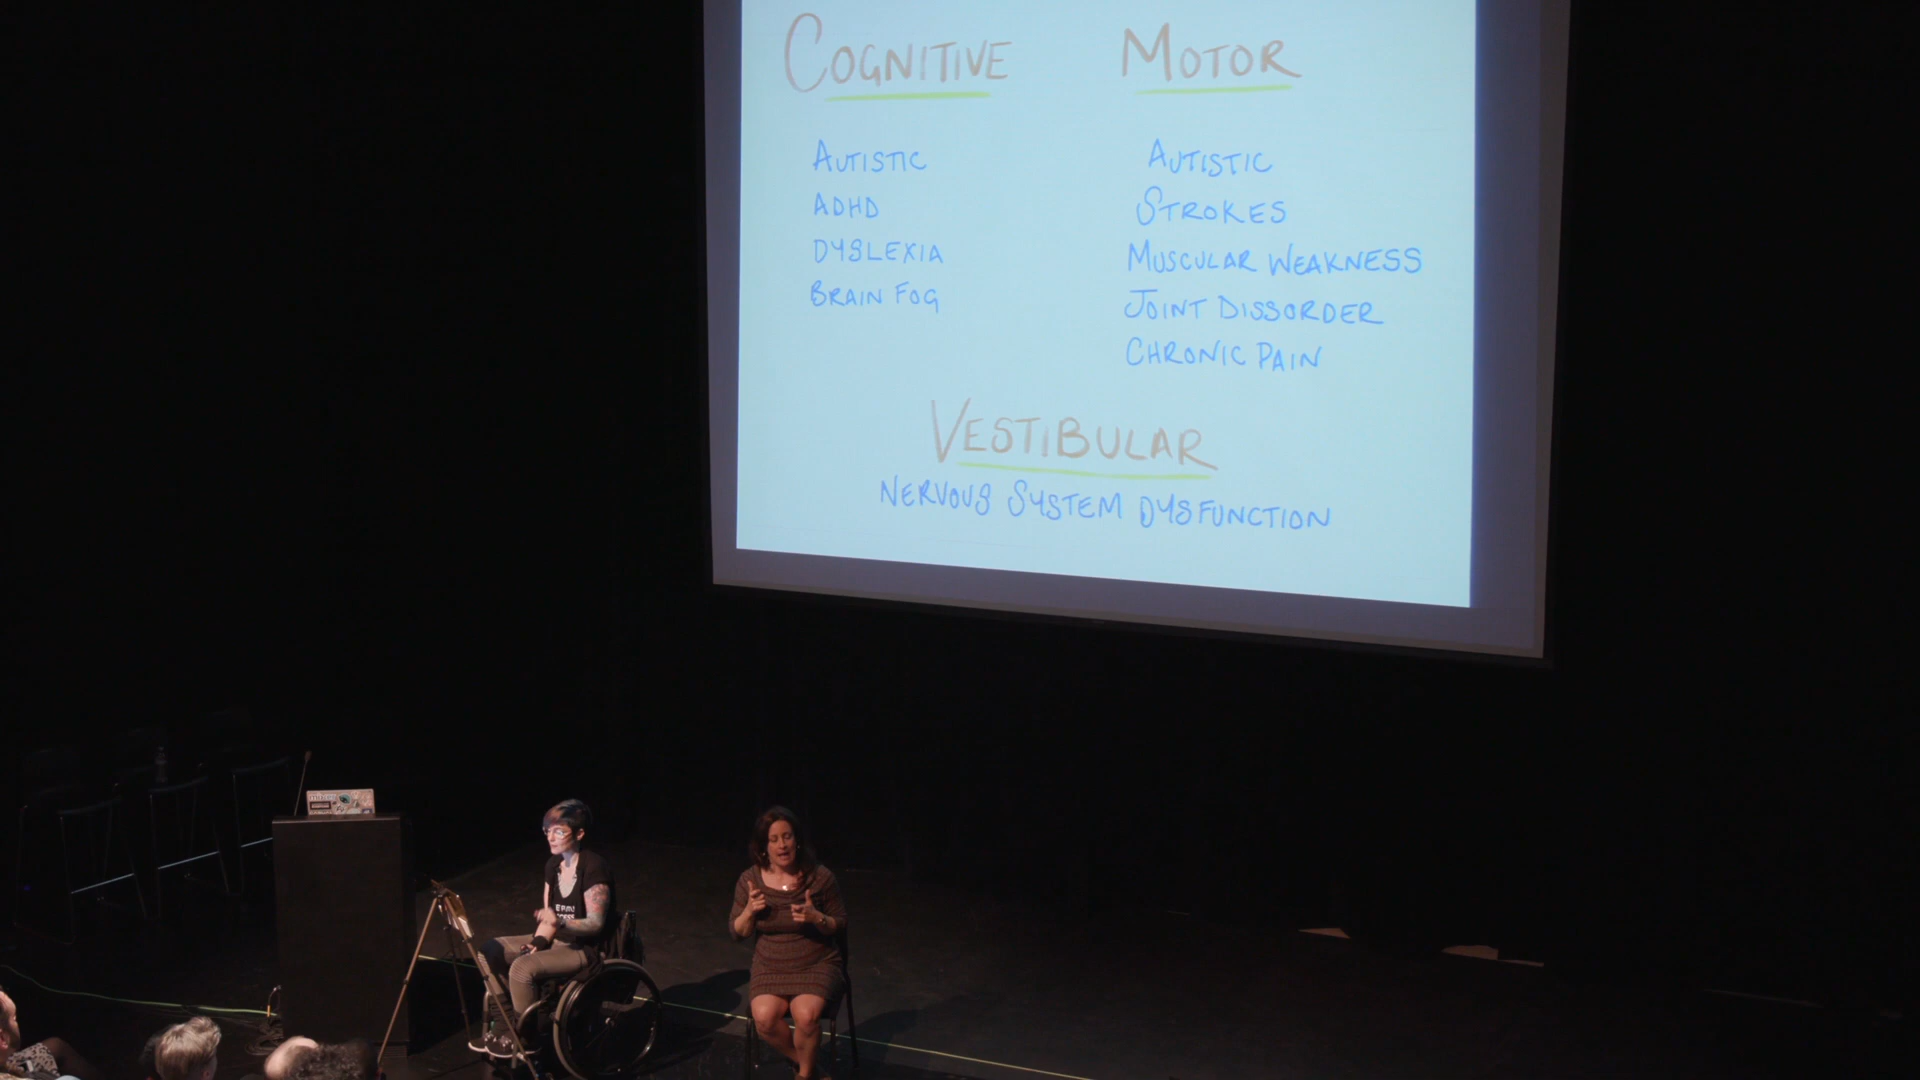 COGNITIVE
AUTISTIC
ADHD
DYSLEXIA
BRAIN FOG
MOTOR
AUTISTIC
STROKES
MUSCULAR WEAKNESS
JOINT DISSORDER
CHRONIC PAIN
VESTIBULAR
NERVOUS SYSTEM DYSFUNCTION